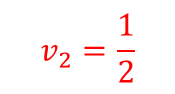 v₂ = 1/2